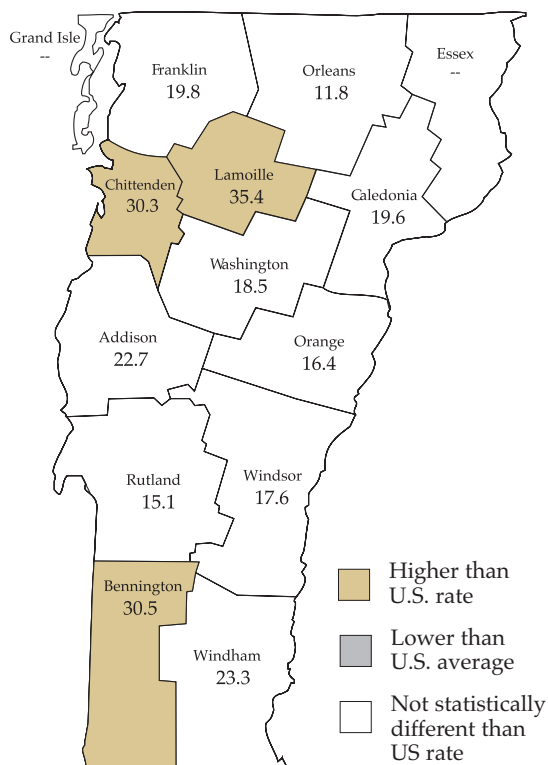 Grand Isle
--
Franklin
19.8
Orleans
11.8
Essex
--
Chittenden
30.3
Lamoille
35.4
Caledonia
19.6
Washington
18.5
Addison
22.7
Orange
16.4
Rutland
15.1
Windsor
17.6
Bennington
30.5
Windham
23.3
Higher than
U.S. rate
Lower than
U.S. average
Not statistically
different than
US rate